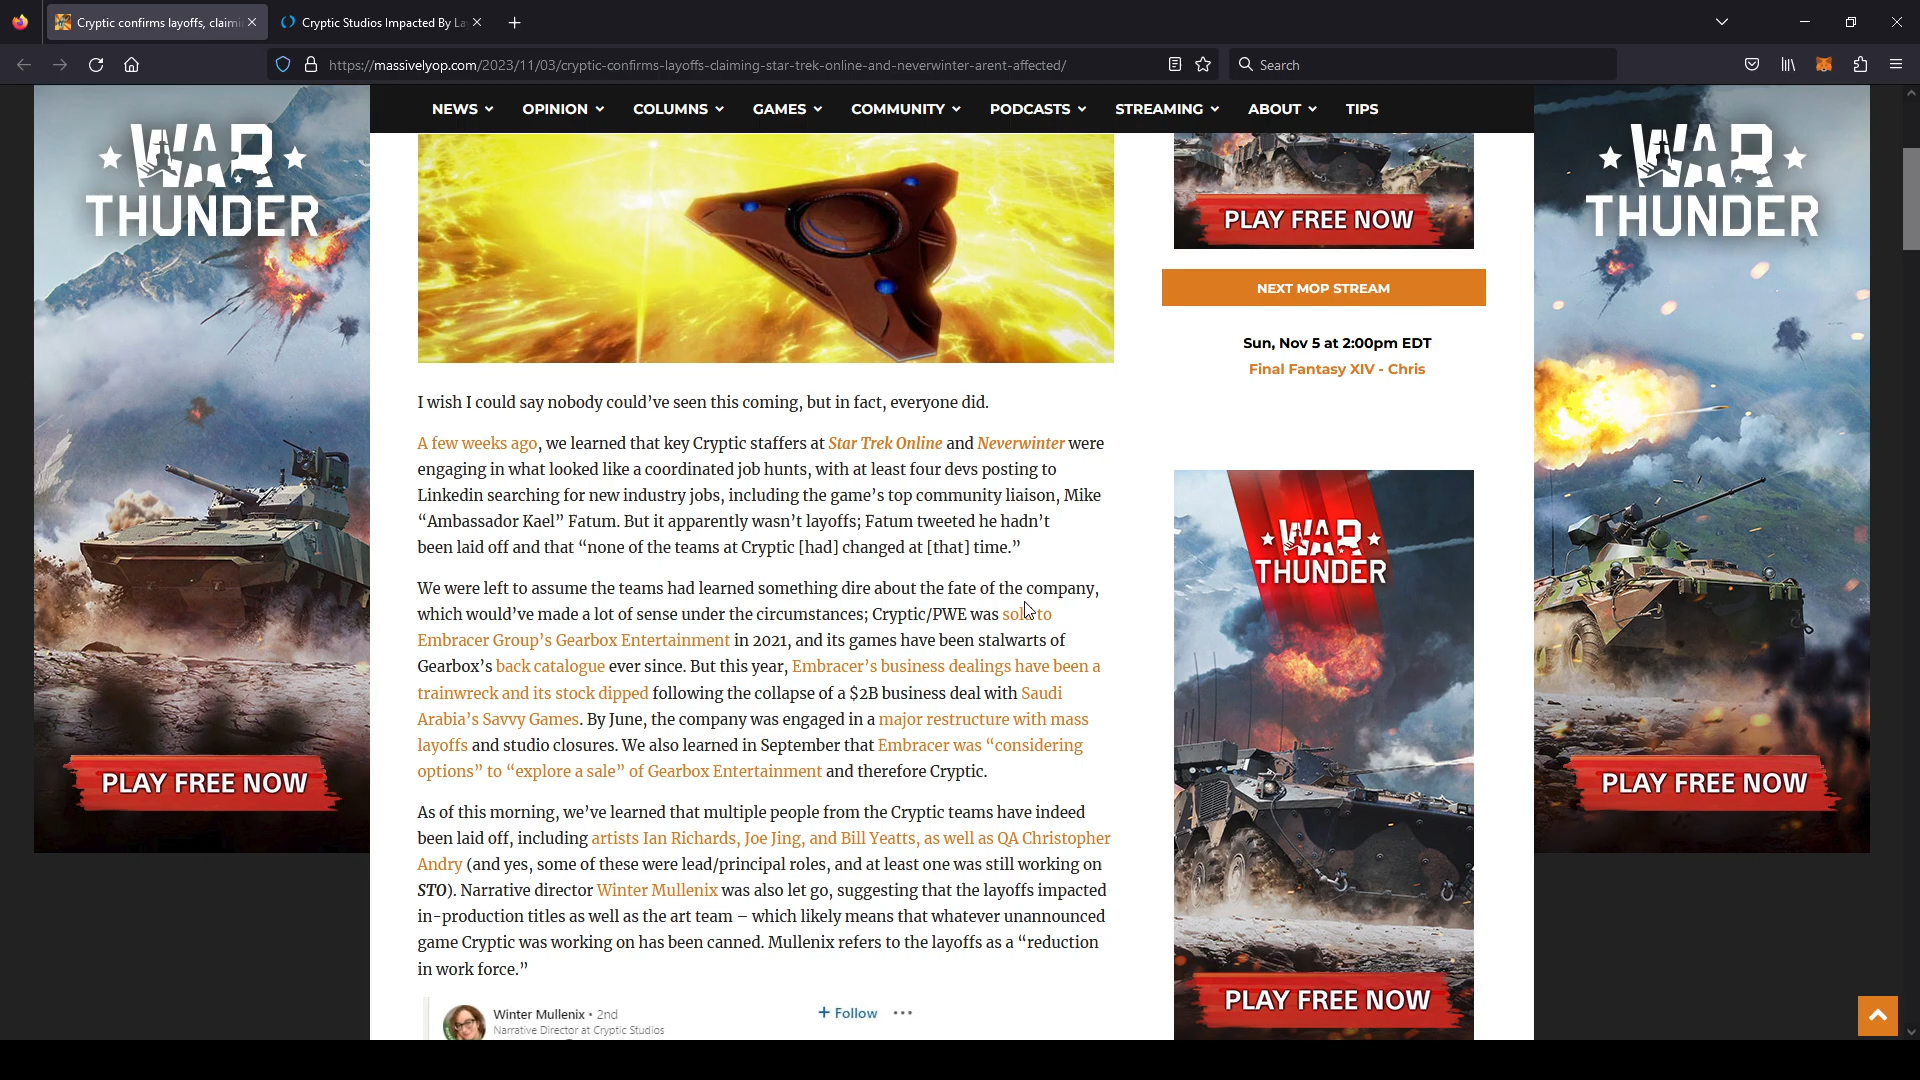 Cryptic confirms layoffs, claimi
Cryptic Studios Impacted By La
https://massivelyop.com/2023/11/03/cryptic-confirms-layoffs-claiming-star-trek-online-and-neverwinter-arent-affected/
Search
NEWS OPINION COLUMNS GAMES COMMUNITY PODCASTS STREAMING ABOUT TIPS
WAR
THUNDER
PLAY FREE NOW
I wish I could say nobody could’ve seen this coming, but in fact, everyone did.
A few weeks ago, we learned that key Cryptic staffers at Star Trek Online and Neverwinter were
engaging in what looked like a coordinated job hunts, with at least four devs posting to
Linkedin searching for new industry jobs, including the game’s top community liaison, Mike
“Ambassador Kael” Fatum. But it apparently wasn’t layoffs; Fatum tweeted he hadn’t
been laid off and that “none of the teams at Cryptic [had] changed at [that] time.”
We were left to assume the teams had learned something dire about the fate of the company,
which would’ve made a lot of sense under the circumstances; Cryptic/PWE was sold to
Embracer Group’s Gearbox Entertainment in 2021, and its games have been stalwarts of
Gearbox’s back catalogue ever since. But this year, Embracer’s business dealings have been a
trainwreck and its stock dipped following the collapse of a $2B business deal with Saudi
Arabia’s Savvy Games. By June, the company was engaged in a major restructure with mass
layoffs and studio closures. We also learned in September that Embracer was “considering
options” to “explore a sale” of Gearbox Entertainment and therefore Cryptic.
As of this morning, we’ve learned that multiple people from the Cryptic teams have indeed
been laid off, including artists Ian Richards, Joe Jing, and Bill Yeatts, as well as QA Christopher
Andry (and yes, some of these were lead/principal roles, and at least one was still working on
STO). Narrative director Winter Mullenix was also let go, suggesting that the layoffs impacted
in-production titles as well as the art team – which likely means that whatever unannounced
game Cryptic was working on has been canned. Mullenix refers to the layoffs as a “reduction
in work force.”
Winter Mullenix • 2nd
Narrative Director at Cryptic Studios
+ Follow
PLAY FREE NOW
NEXT MOP STREAM
Sun, Nov 5 at 2:00pm EDT
Final Fantasy XIV - Chris
WAR
THUNDER
PLAY FREE NOW
WAR
THUNDER
PLAY FREE NOW